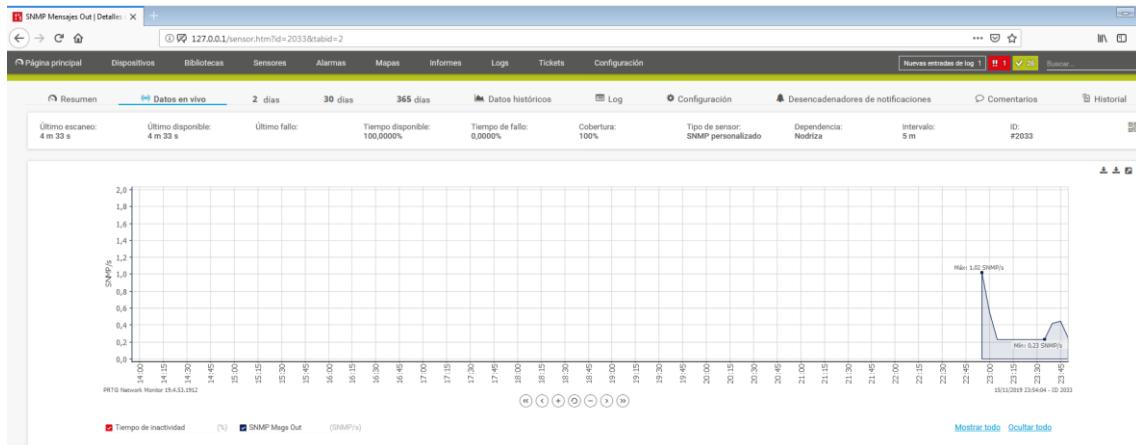 SNMP Mensajes Out | Detalles
127.0.0.1/sensor.htm?id=2033&tabid=2
Página principal Dispositivos Bibliotecas Sensores Alarmas Mapas Informes Logs Tickets Configuración Nuevas entradas de log 1 !! 1 26 Buscar...
Resumen Datos en vivo 2 días 30 días 365 días Datos históricos Log Configuración Desencadenadores de notificaciones Comentarios Historial
Último escaneo: Último disponible: Último fallo: Tiempo disponible: Tiempo de fallo: Cobertura: Tipo de sensor: Dependencia: Intervalo: ID:
4 m 33 s 4 m 33 s 100,0000% 0,0000% 100% SNMP personalizado Nodriza 5 m #2033
2,0
1,8
1,6
1,4
1,2
1,0
0,8
0,6
0,4
0,2
0,0
SNMP/s
Máx: 1,02 SNMP/s
Mín: 0,23 SNMP/s
14:00 14:15 14:30 14:45 15:00 15:15 15:30 15:45 16:00 16:15 16:30 16:45 17:00 17:15 17:30 17:45 18:00 18:15 18:30 18:45 19:00 19:15 19:30 19:45 20:00 20:15 20:30 20:45 21:00 21:15 21:30 21:45 22:00 22:15 22:30 22:45 23:00 23:15 23:30 23:45
PRTG Network Monitor 19.4.53.1912 15/11/2019 23:54:04 - ID 2033
Tiempo de inactividad (%) SNMP Msgs Out (SNMP/s) Mostrar todo Ocultar todo